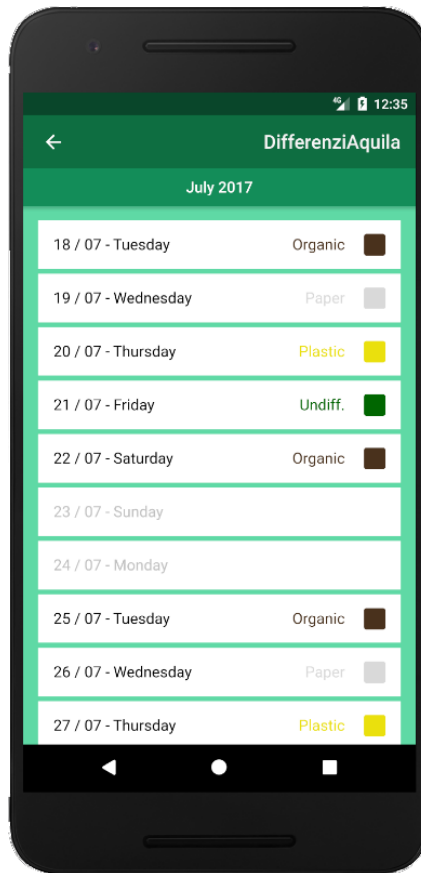 4G 12:35
DifferenziAquila
July 2017
18 / 07 - Tuesday Organic
19 / 07 - Wednesday Paper
20 / 07 - Thursday Plastic
21 / 07 - Friday Undiff.
22 / 07 - Saturday Organic
23 / 07 - Sunday
24 / 07 - Monday
25 / 07 - Tuesday Organic
26 / 07 - Wednesday Paper
27 / 07 - Thursday Plastic